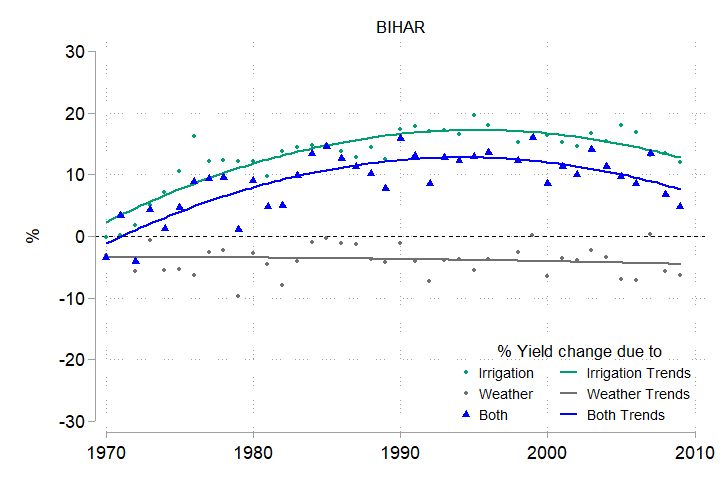 BIHAR
30
20
10
0
-10
-20
-30
%
1970 1980 1990 2000 2010
% Yield change due to
Irrigation Irrigation Trends
Weather Weather Trends
Both Both Trends